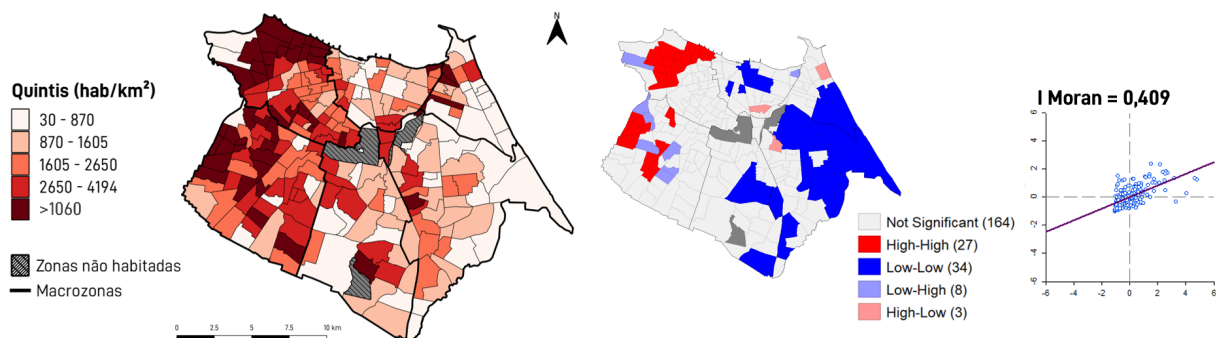 Quintis (hab/km²)
30 - 870
870 - 1605
1605 - 2650
2650 - 4194
>1060
Zonas não habitadas
Macrozonas
0 2.5 5 7.5 10 km
N
Not Significant (164)
High-High (27)
Low-Low (34)
Low-High (8)
High-Low (3)
I Moran = 0,409
6
4
2
0
-2
-4
-6
-6 -4 -2 0 2 4 6